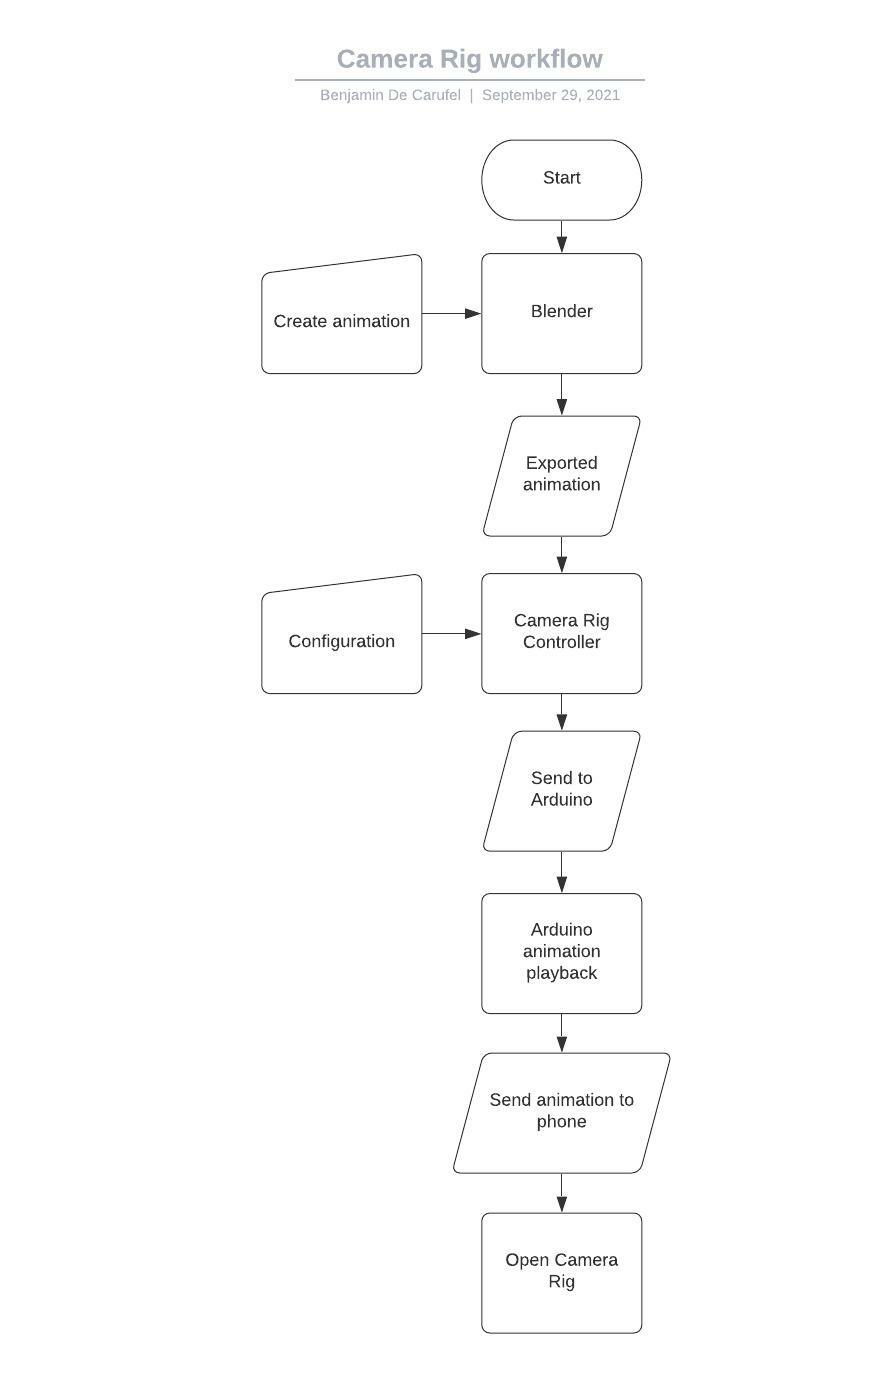 Camera Rig workflow
Benjamin De Carufel | September 29, 2021
Start
Create animation
Blender
Exported
animation
Configuration
Camera Rig
Controller
Send to
Arduino
Arduino
animation
playback
Send animation to
phone
Open Camera
Rig